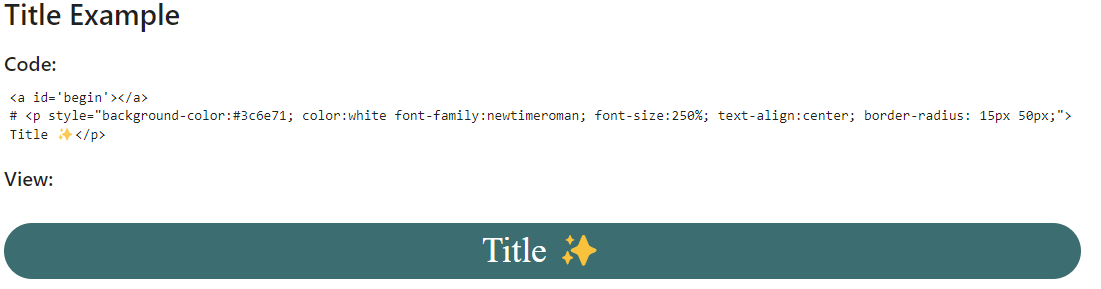 Title Example
Code:
<a id='begin'></a>
# <p style="background-color:#3c6e71; color:white font-family:newtimeroman; font-size:250%; text-align:center; border-radius: 15px 50px;">
Title ✨</p>
View:
Title ✨